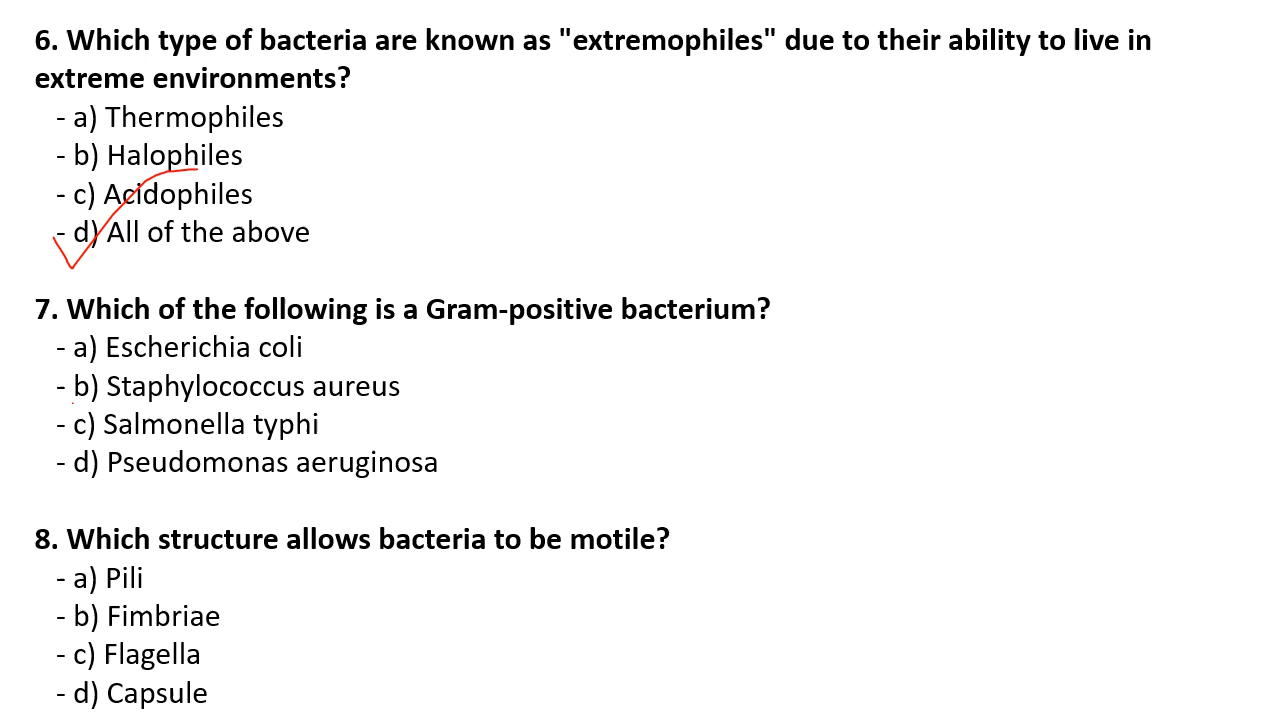 6. Which type of bacteria are known as "extremophiles" due to their ability to live in
extreme environments?
- a) Thermophiles
- b) Halophiles
- c) Acidophiles
- d) All of the above
7. Which of the following is a Gram-positive bacterium?
- a) Escherichia coli
- b) Staphylococcus aureus
- c) Salmonella typhi
- d) Pseudomonas aeruginosa
8. Which structure allows bacteria to be motile?
- a) Pili
- b) Fimbriae
- c) Flagella
- d) Capsule